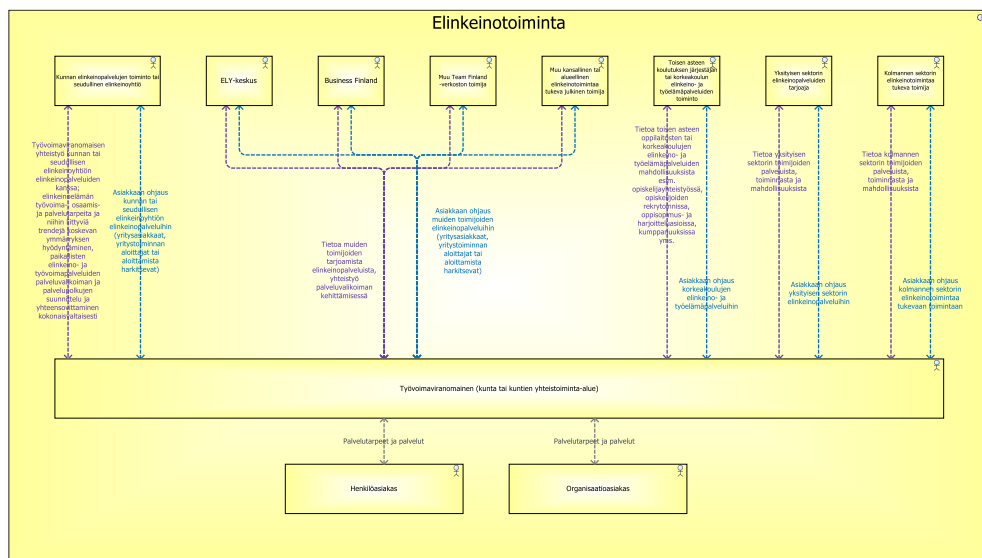 Elinkeinotoiminta
Kunnan elinkeinopalvelujen toiminto tai
seudullinen elinkeinoyhtiö
ELY-keskus
Business Finland
Muu Team Finland
-verkoston toimija
Muu kansallinen tai
alueellinen
elinkeinotoimintaa
tukeva julkinen toimija
Toisen asteen
koulutuksen järjestäjän
tai korkeakoulun
elinkeino- ja
työelämäpalveluiden
toiminto
Yksityisen sektorin
elinkeinopalveluiden
tarjoaja
Kolmannen sektorin
elinkeinotoimintaa
tukeva toimija
Työvoimaviranomaisen
yhteistyö kunnan tai
seudullisen
elinkeinoyhtiön
elinkeinopalveluiden
kanssa;
elinkeinoelämän
työvoima-, osaamis-
ja palvelutarpeita ja
niihin liittyviä
trendejä koskevan
ymmärryksen
hyödyntäminen,
paikallisten
elinkeino- ja
työvoimapalveluiden
palveluvalikoiman ja
palvelupolkujen
suunnittelu ja
yhteensovittaminen
kokonaisvaltaisesti
Asiakkaan ohjaus
kunnan tai
seudullisen
elinkeinoyhtiön
elinkeinopalveluihin
(yritysasiakkaat,
yritystoiminnan
aloittajat tai
aloittamista
harkitsevat)
Tietoa muiden
toimijoiden
tarjoamista
elinkeinopalveluista,
yhteistyö
palveluvalikoiman
kehittämisessä
Asiakkaan ohjaus
muiden toimijoiden
elinkeinopalveluihin
(yritysasiakkaat,
yritystoiminnan
aloittajat tai
aloittamista
harkitsevat)
Tietoa toisen asteen
oppilaitosten tai
korkeakoulujen
elinkeino- ja
työelämäpalveluiden
mahdollisuuksista
esim.
opiskelijayhteistyössä,
opiskelijoiden
rekrytoinnissa,
oppisopimus- ja
harjoitteluasioissa,
kumppanuuksissa
yms.
Asiakkaan ohjaus
korkeakoulujen
elinkeino- ja
työelämäpalveluihin
Tietoa yksityisen
sektorin toimijoiden
palveluista,
toiminnasta ja
mahdollisuuksista
Asiakkaan ohjaus
yksityisen sektorin
elinkeinopalveluihin
Tietoa kolmannen
sektorin toimijoiden
palveluista,
toiminnasta ja
mahdollisuuksista
Asiakkaan ohjaus
kolmannen sektorin
elinkeinotoimintaa
tukevaan toimintaan
Työvoimaviranomainen (kunta tai kuntien yhteistoiminta-alue)
Palvelutarpeet ja palvelut
Palvelutarpeet ja palvelut
Henkilöasiakas
Organisaatioasiakas